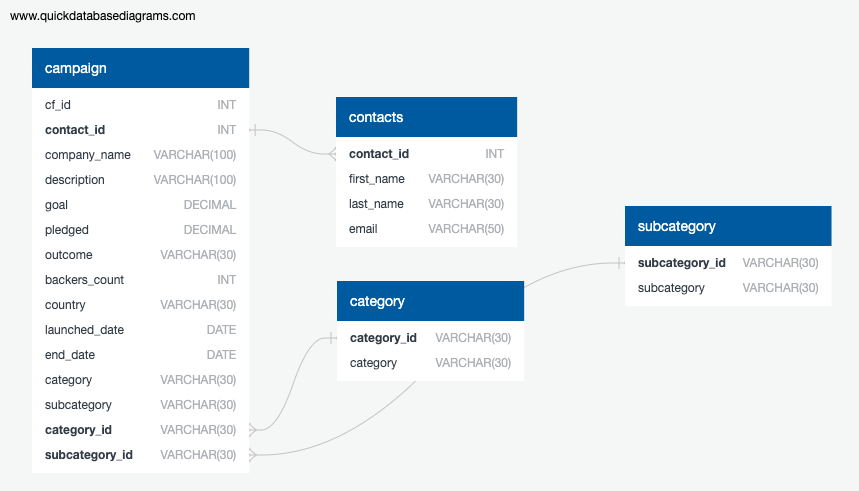 www.quickdatabasediagrams.com
campaign
cf_id INT
contact_id INT
company_name VARCHAR(100)
description VARCHAR(100)
goal DECIMAL
pledged DECIMAL
outcome VARCHAR(30)
backers_count INT
country VARCHAR(30)
launched_date DATE
end_date DATE
category VARCHAR(30)
subcategory VARCHAR(30)
category_id VARCHAR(30)
subcategory_id VARCHAR(30)
contacts
contact_id INT
first_name VARCHAR(30)
last_name VARCHAR(30)
email VARCHAR(50)
category
category_id VARCHAR(30)
category VARCHAR(30)
subcategory
subcategory_id VARCHAR(30)
subcategory VARCHAR(30)